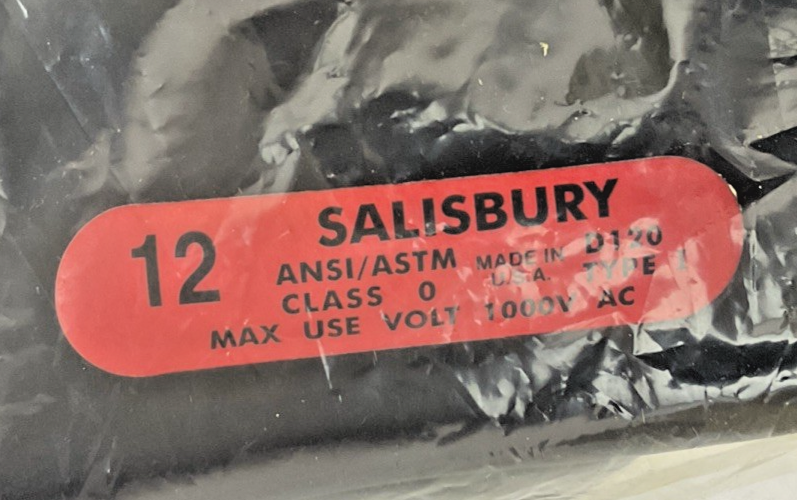 12
SALISBURY
ANSI/ASTM MADE IN U.S.A. D120
CLASS 0 TYPE I
MAX USE VOLT 1000V AC